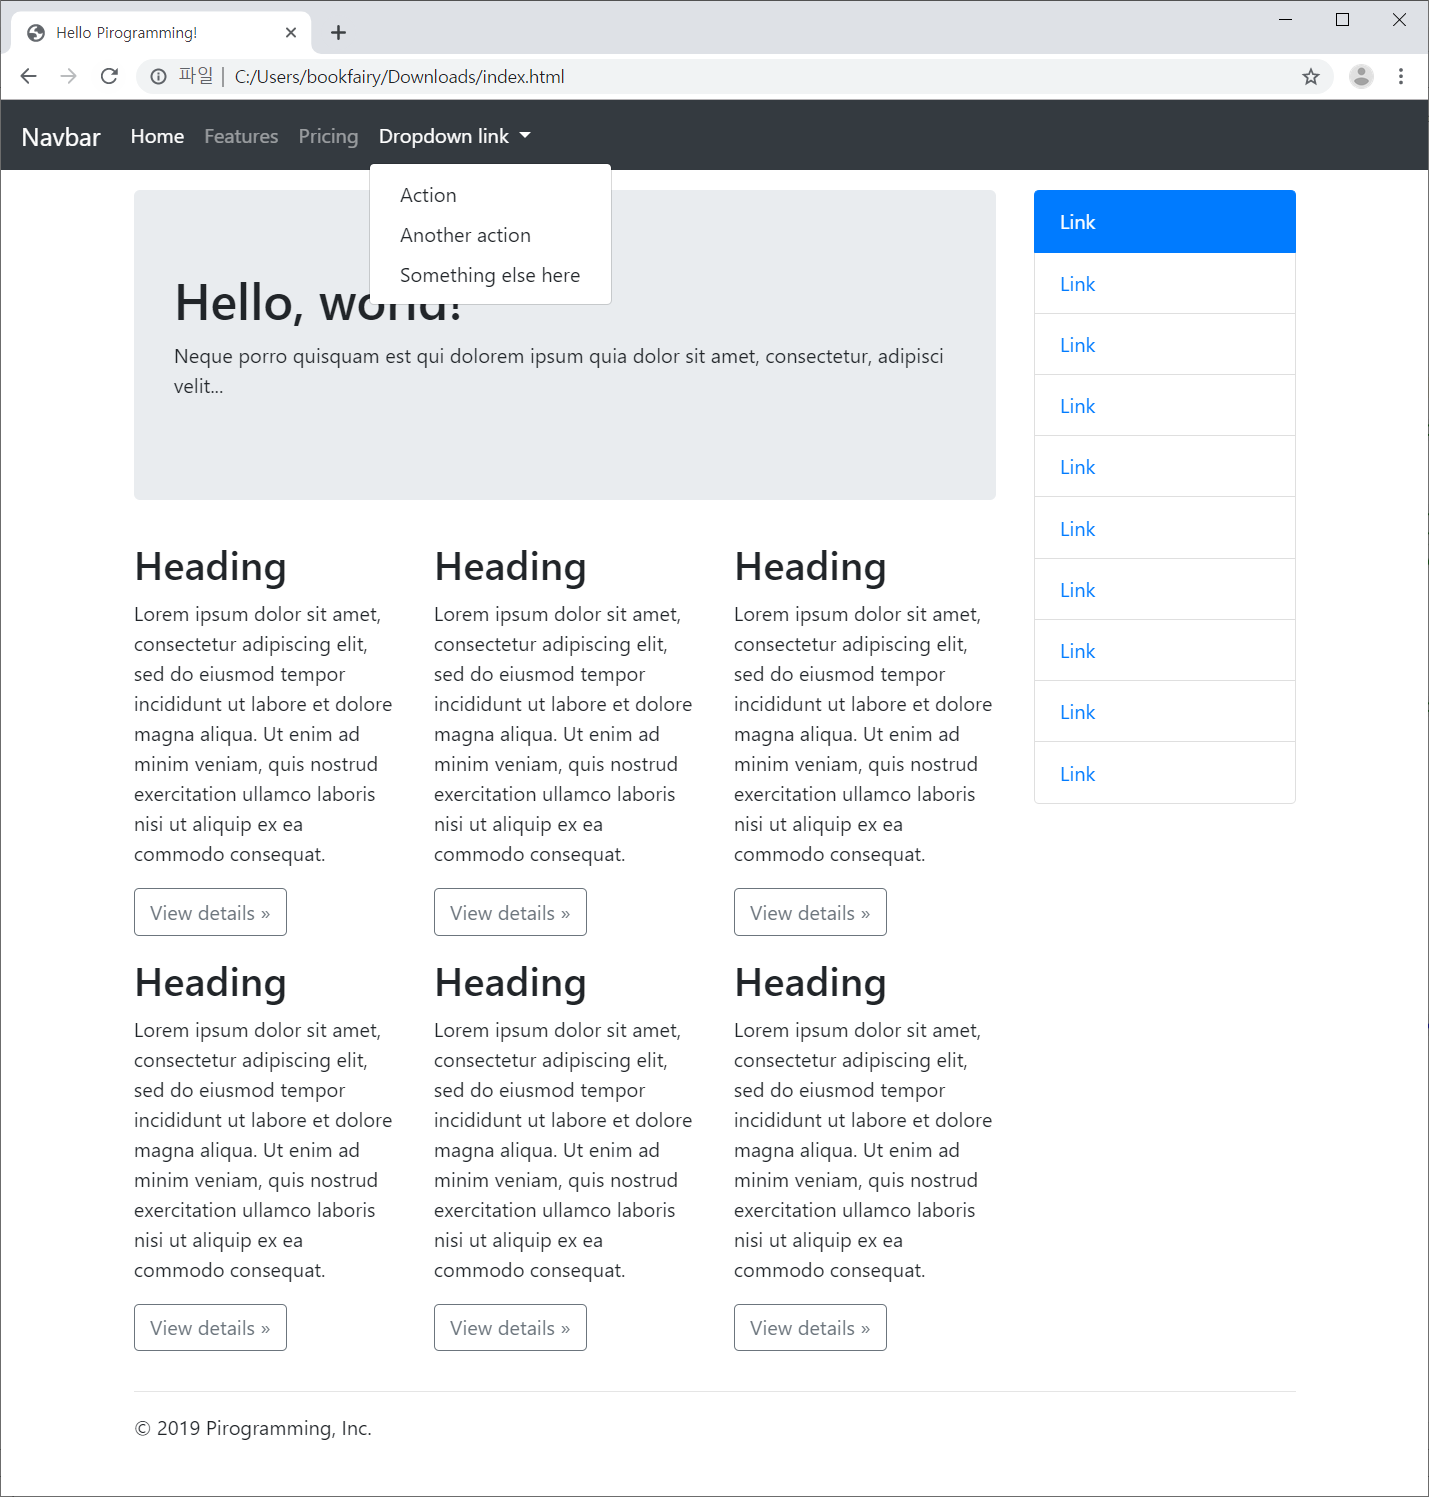 Hello Pirogramming!
파일 | C:/Users/bookfairy/Downloads/index.html
Navbar Home Features Pricing Dropdown link
Action
Another action
Something else here
Hello, world!
Neque porro quisquam est qui dolorem ipsum quia dolor sit amet, consectetur, adipisci
velit...
Heading
Lorem ipsum dolor sit amet,
consectetur adipiscing elit,
sed do eiusmod tempor
incididunt ut labore et dolore
magna aliqua. Ut enim ad
minim veniam, quis nostrud
exercitation ullamco laboris
nisi ut aliquip ex ea
commodo consequat.
View details »
Heading
Lorem ipsum dolor sit amet,
consectetur adipiscing elit,
sed do eiusmod tempor
incididunt ut labore et dolore
magna aliqua. Ut enim ad
minim veniam, quis nostrud
exercitation ullamco laboris
nisi ut aliquip ex ea
commodo consequat.
View details »
Heading
Lorem ipsum dolor sit amet,
consectetur adipiscing elit,
sed do eiusmod tempor
incididunt ut labore et dolore
magna aliqua. Ut enim ad
minim veniam, quis nostrud
exercitation ullamco laboris
nisi ut aliquip ex ea
commodo consequat.
View details »
Heading
Lorem ipsum dolor sit amet,
consectetur adipiscing elit,
sed do eiusmod tempor
incididunt ut labore et dolore
magna aliqua. Ut enim ad
minim veniam, quis nostrud
exercitation ullamco laboris
nisi ut aliquip ex ea
commodo consequat.
View details »
Heading
Lorem ipsum dolor sit amet,
consectetur adipiscing elit,
sed do eiusmod tempor
incididunt ut labore et dolore
magna aliqua. Ut enim ad
minim veniam, quis nostrud
exercitation ullamco laboris
nisi ut aliquip ex ea
commodo consequat.
View details »
Heading
Lorem ipsum dolor sit amet,
consectetur adipiscing elit,
sed do eiusmod tempor
incididunt ut labore et dolore
magna aliqua. Ut enim ad
minim veniam, quis nostrud
exercitation ullamco laboris
nisi ut aliquip ex ea
commodo consequat.
View details »
Link
Link
Link
Link
Link
Link
Link
Link
Link
Link
© 2019 Pirogramming, Inc.